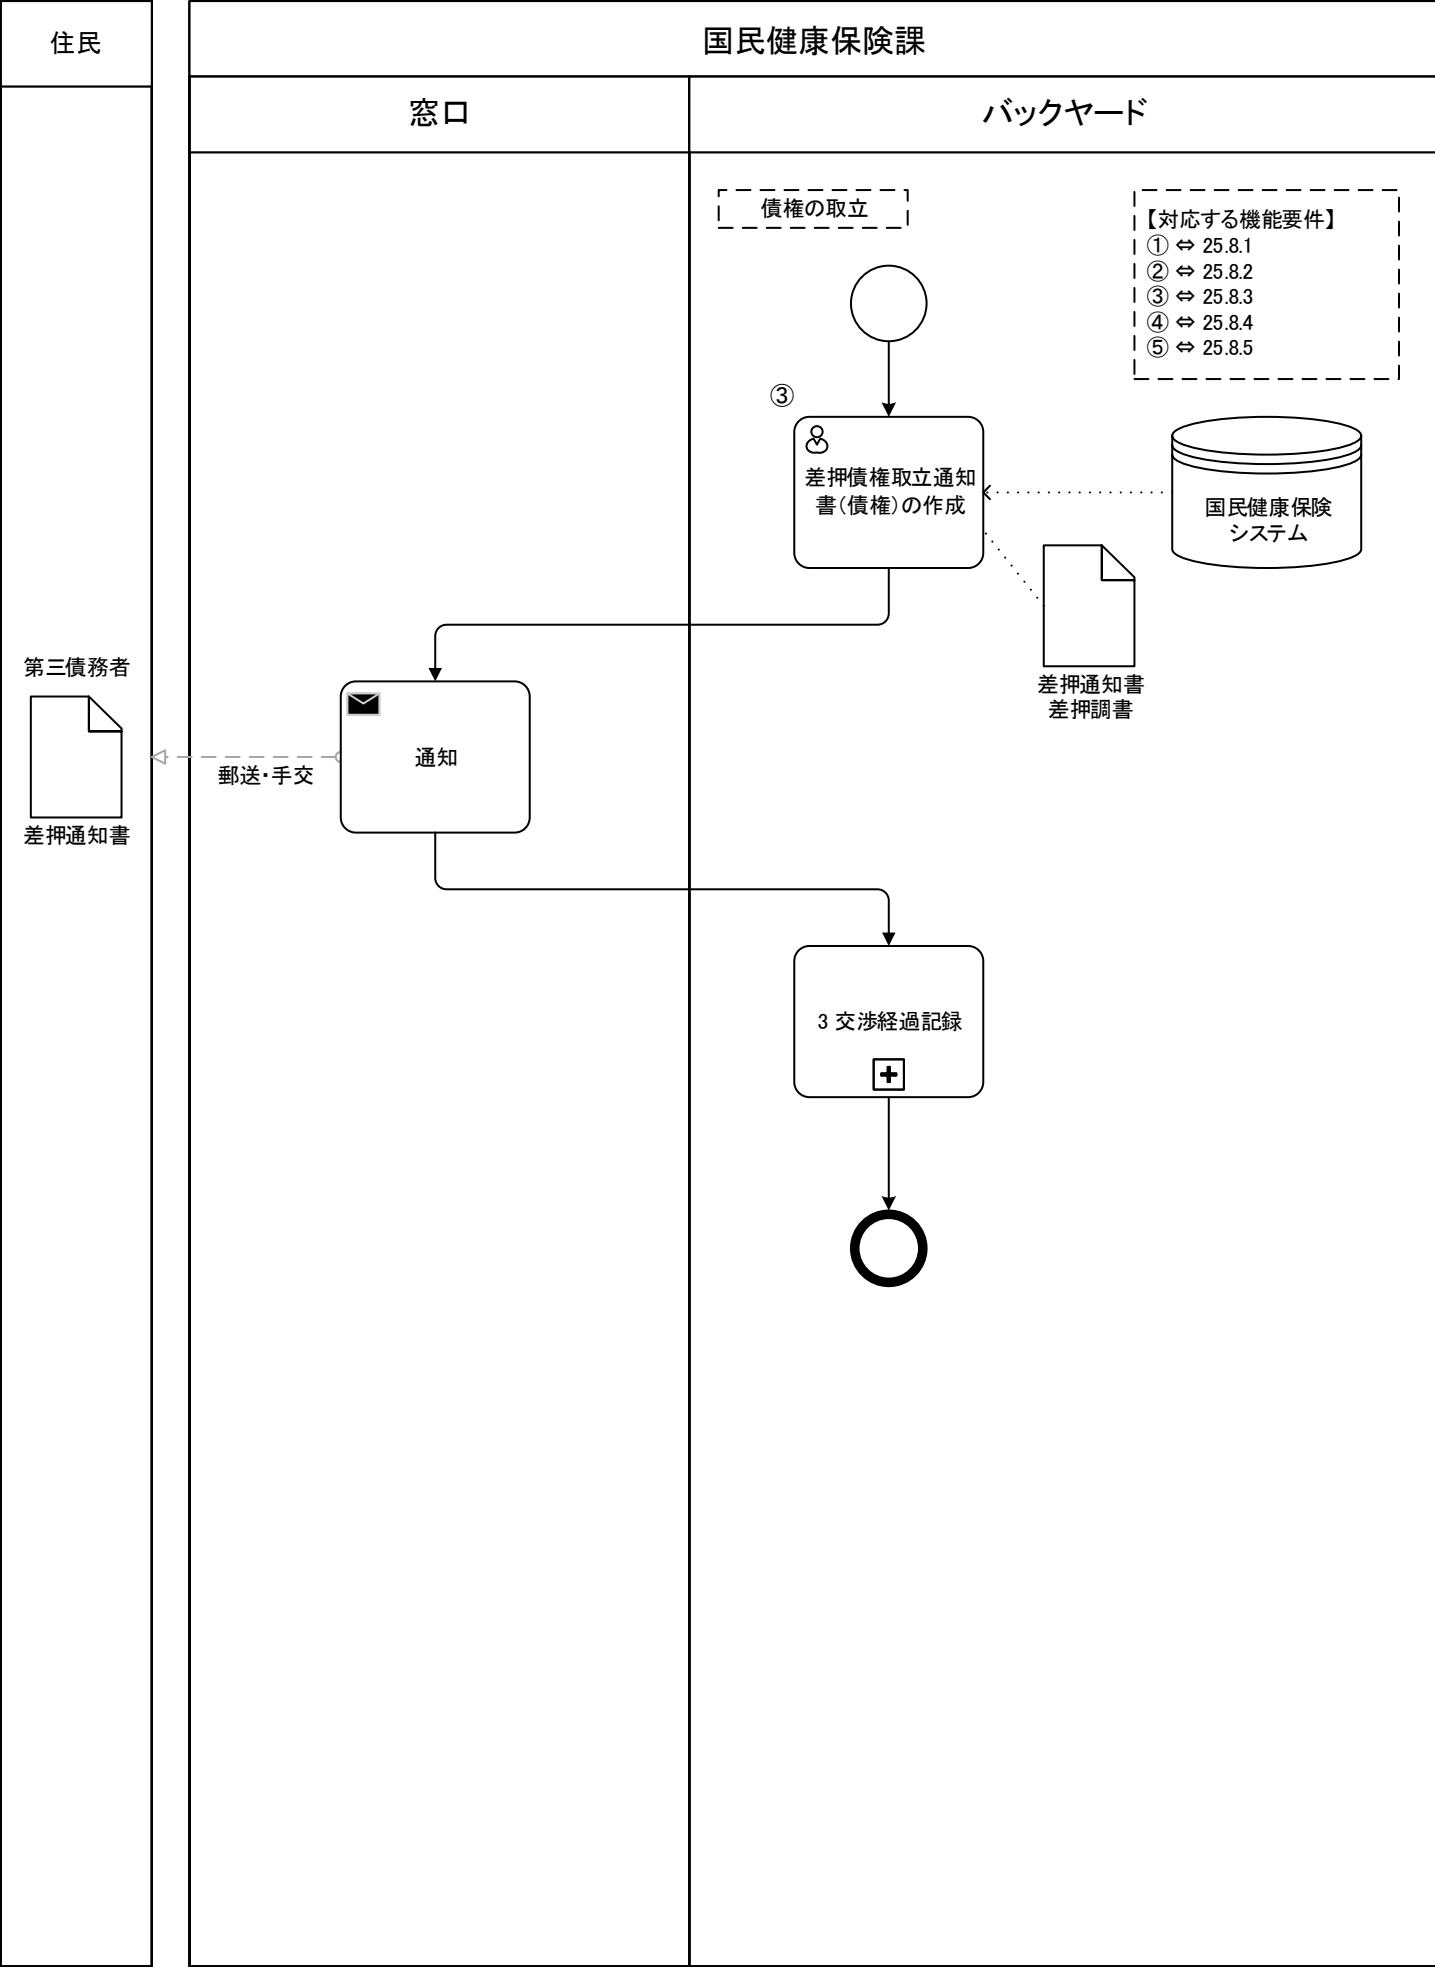 住民
国民健康保険課
窓口
バックヤード
債権の取立
【対応する機能要件】
① ⇔ 25.8.1
② ⇔ 25.8.2
③ ⇔ 25.8.3
④ ⇔ 25.8.4
⑤ ⇔ 25.8.5
③
差押債権取立通知
書（債権）の作成
国民健康保険
システム
差押通知書
差押調書
第三債務者
差押通知書
郵送・手交
通知
3 交渉経過記録